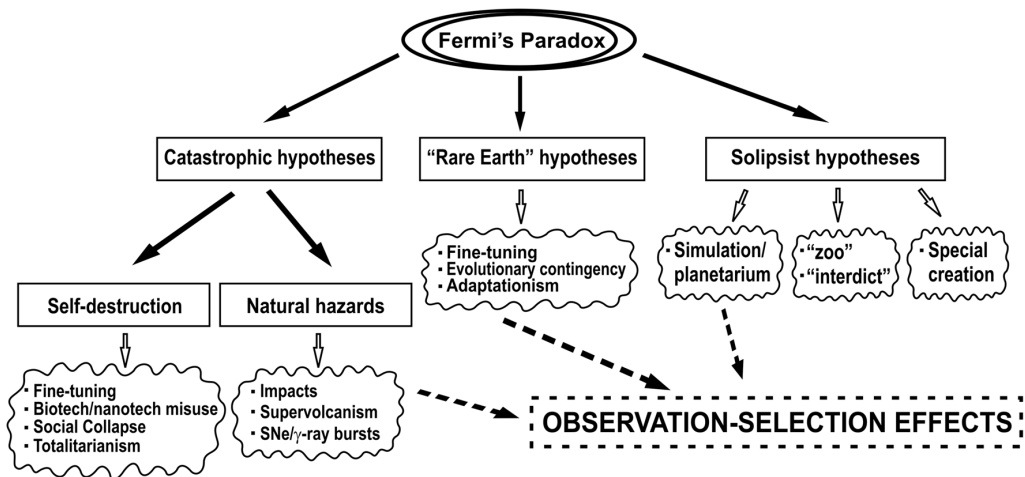 Fermi’s Paradox
Catastrophic hypotheses
“Rare Earth” hypotheses
Solipsist hypotheses
▪ Fine-tuning
▪ Evolutionary contingency
▪ Adaptationism
▪ Simulation/
planetarium
▪ “zoo”
▪ “interdict”
▪ Special
creation
Self-destruction
Natural hazards
▪ Fine-tuning
▪ Biotech/nanotech misuse
▪ Social Collapse
▪ Totalitarianism
▪ Impacts
▪ Supervolcanism
▪ SNe/γ-ray bursts
OBSERVATION-SELECTION EFFECTS